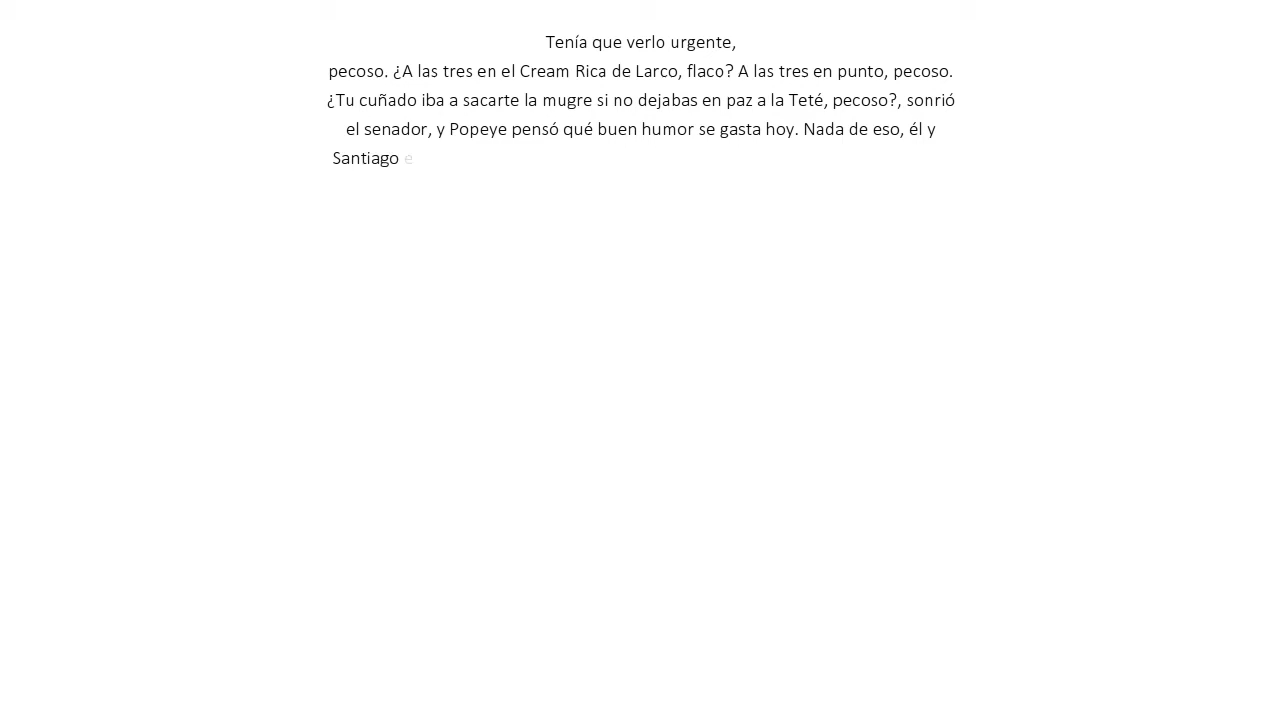 Tenía que verlo urgente,
pecoso. ¿A las tres en el Cream Rica de Larco, flaco? A las tres en punto, pecoso.
¿Tu cuñado iba a sacarte la mugre si no dejabas en paz a la Teté, pecoso?, sonrió
el senador, y Popeye pensó qué buen humor se gasta hoy. Nada de eso, él y
Santiago e